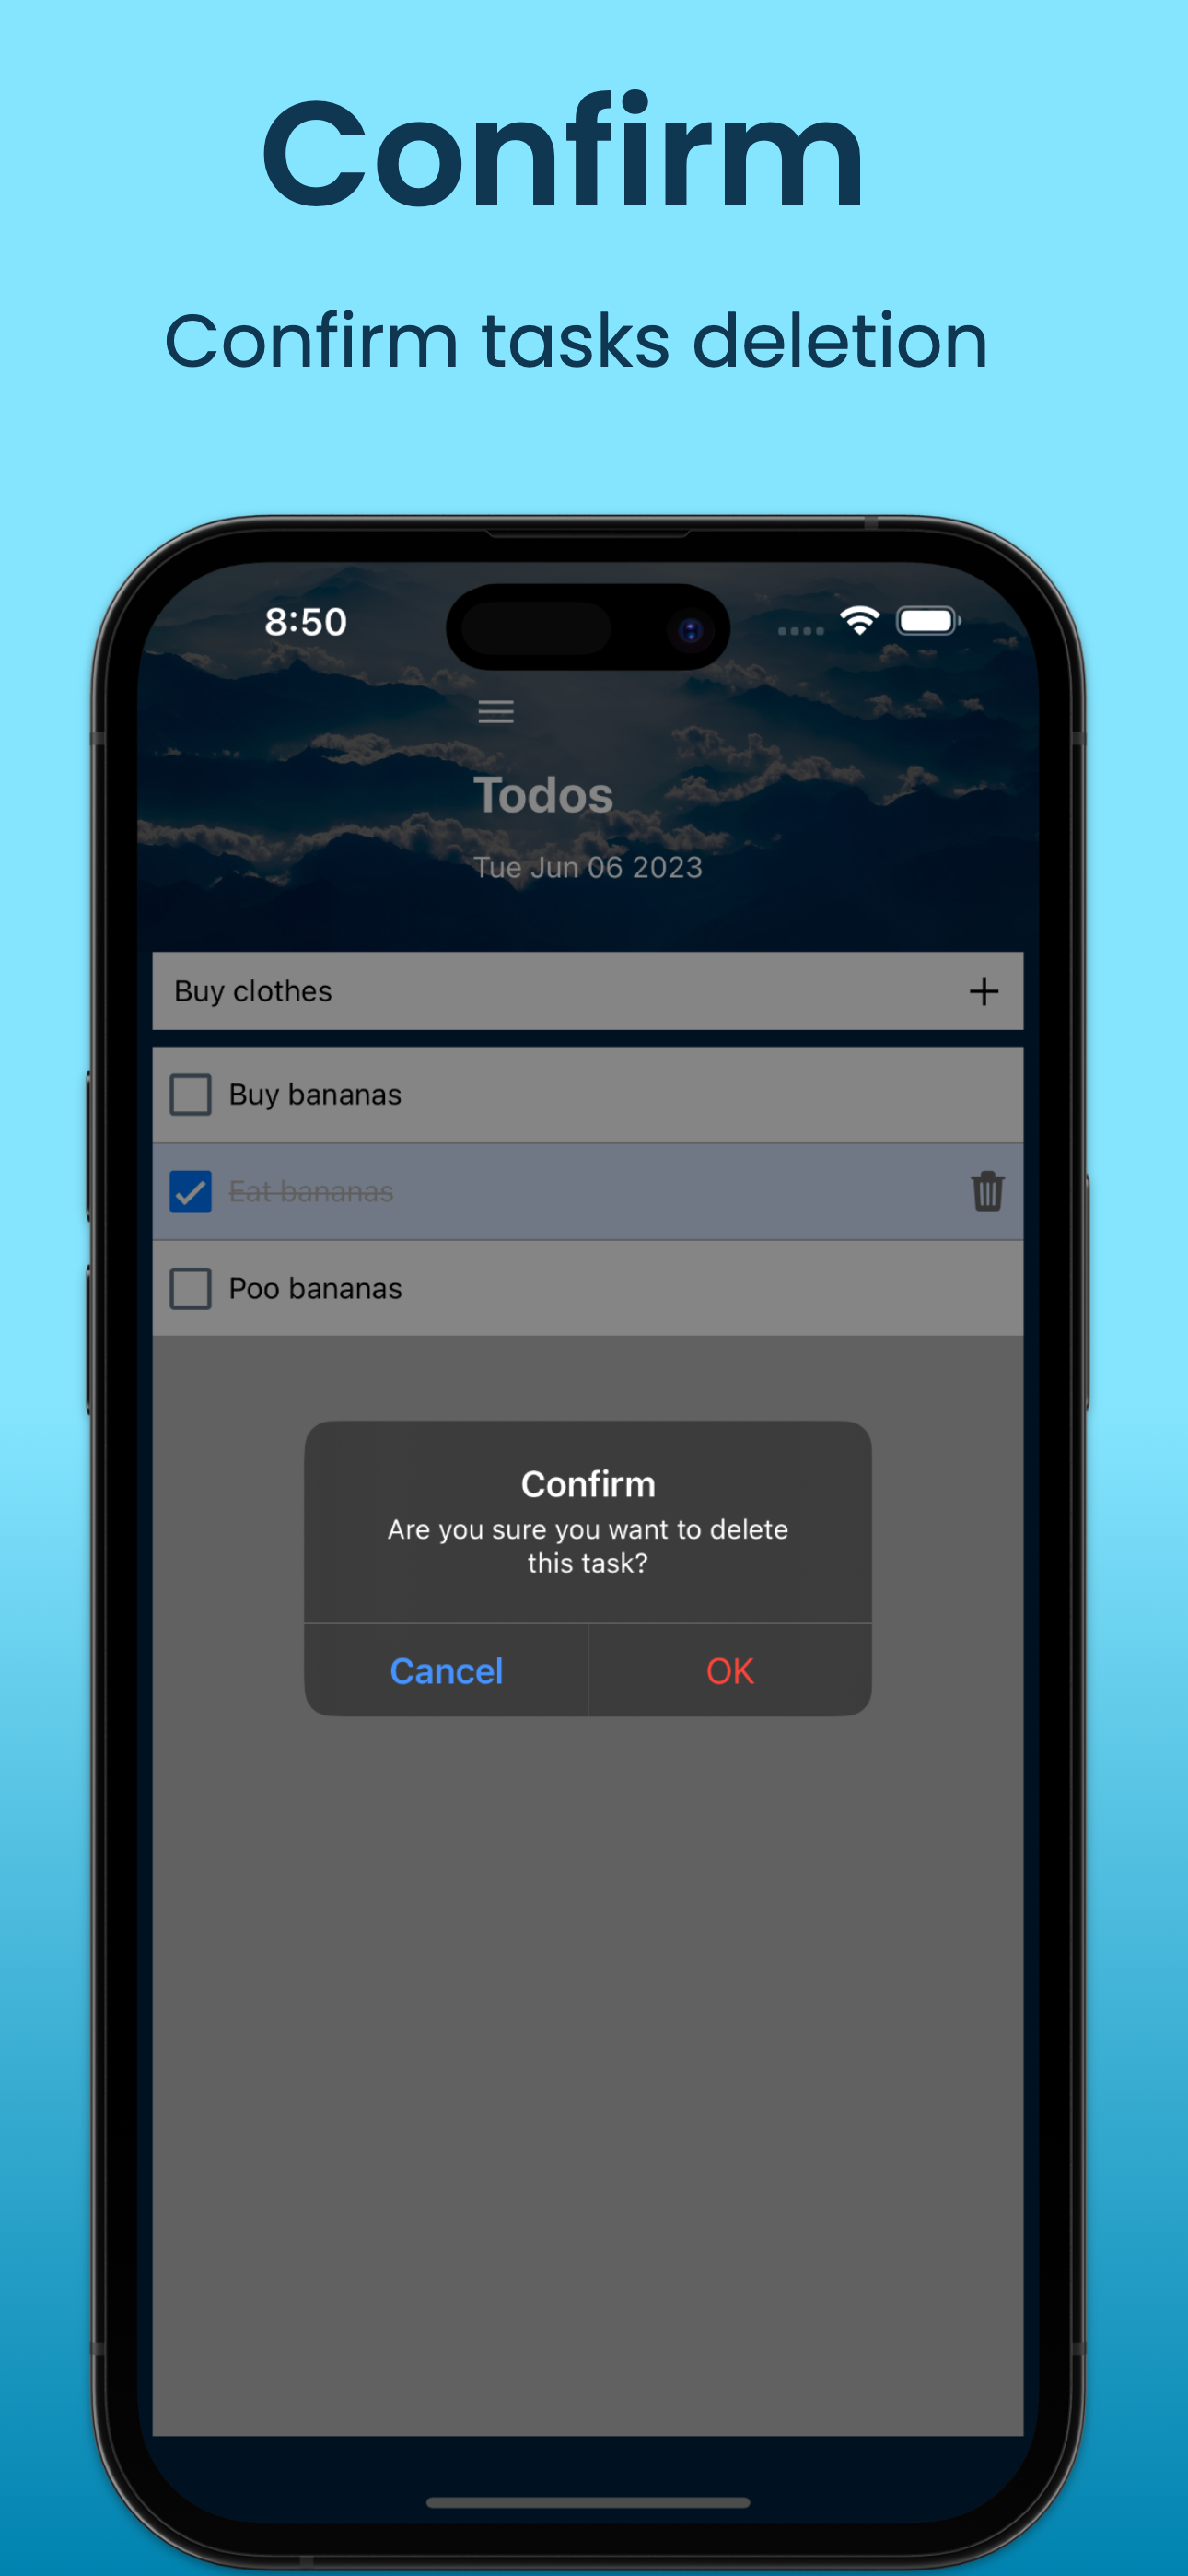 Confirm
Confirm tasks deletion
8:50
Todos
Tue Jun 06 2023
Buy clothes
Buy bananas
Eat bananas
Poo bananas
Confirm
Are you sure you want to delete
this task?
Cancel
OK